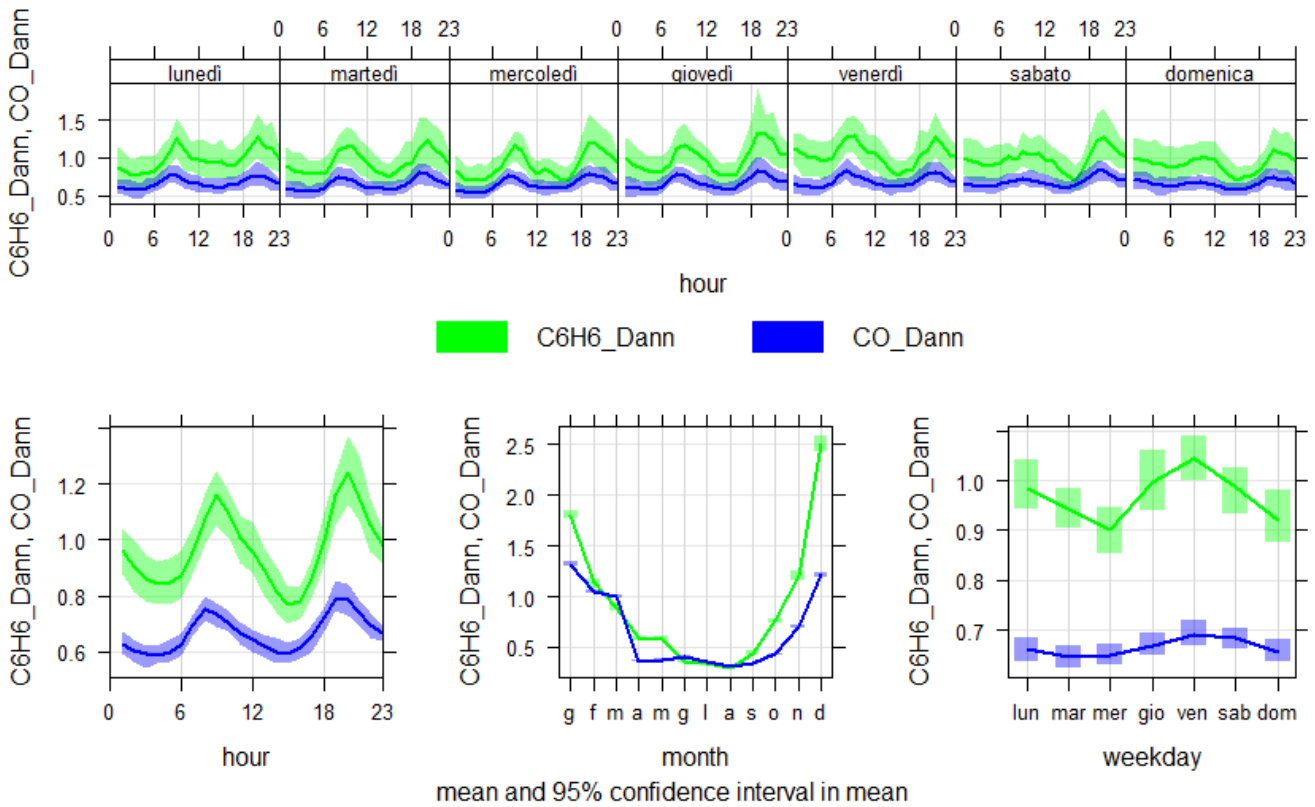 0 6 12 18 23 0 6 12 18 23 0 6 12 18 23
lunedì martedì mercoledì giovedì venerdì sabato domenica
C6H6_Dann, CO_Dann
1.5
1.0
0.5
0 6 12 18 23 0 6 12 18 23 0 6 12 18 23 0 6 12 18 23
hour
C6H6_Dann CO_Dann
C6H6_Dann, CO_Dann
1.2
1.0
0.8
0.6
0 6 12 18 23
hour
C6H6_Dann, CO_Dann
2.5
2.0
1.5
1.0
0.5
g f m a m g l a s o n d
month
C6H6_Dann, CO_Dann
1.0
0.9
0.8
0.7
lun mar mer gio ven sab dom
weekday
mean and 95% confidence interval in mean